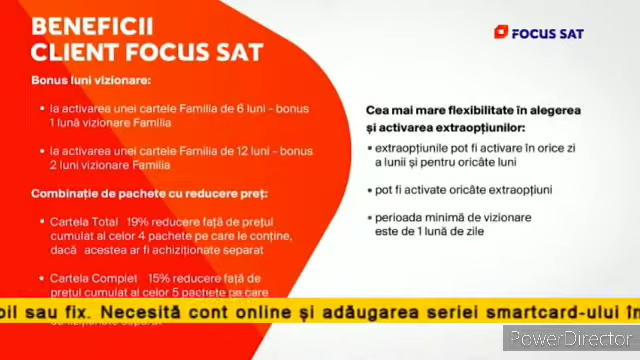 BENEFICII
CLIENT FOCUS SAT
FOCUS SAT
Bonus luni vizionare:
• la activarea unei cartele Familia de 6 luni - bonus
1 lună vizionare Familia
• la activarea unei cartele Familia de 12 luni - bonus
2 luni vizionare Familia
Combinație de pachete cu reducere preț:
• Cartela Total 19% reducere față de prețul
cumulat al celor 4 pachete pe care le conține,
dacă acestea ar fi achiziționate separat
• Cartela Complet 15% reducere față de
prețul cumulat al celor 5 pachete pe care
Cea mai mare flexibilitate în alegerea
și activarea extraopțiunilor:
• extraopțiunile pot fi activare în orice zi
a lunii și pentru oricâte luni
• pot fi activate oricâte extraopțiuni
• perioada minimă de vizionare
este de 1 lună de zile
bil sau fix. Necesită cont online și adăugarea seriei smartcard-ului în
PowerDirector